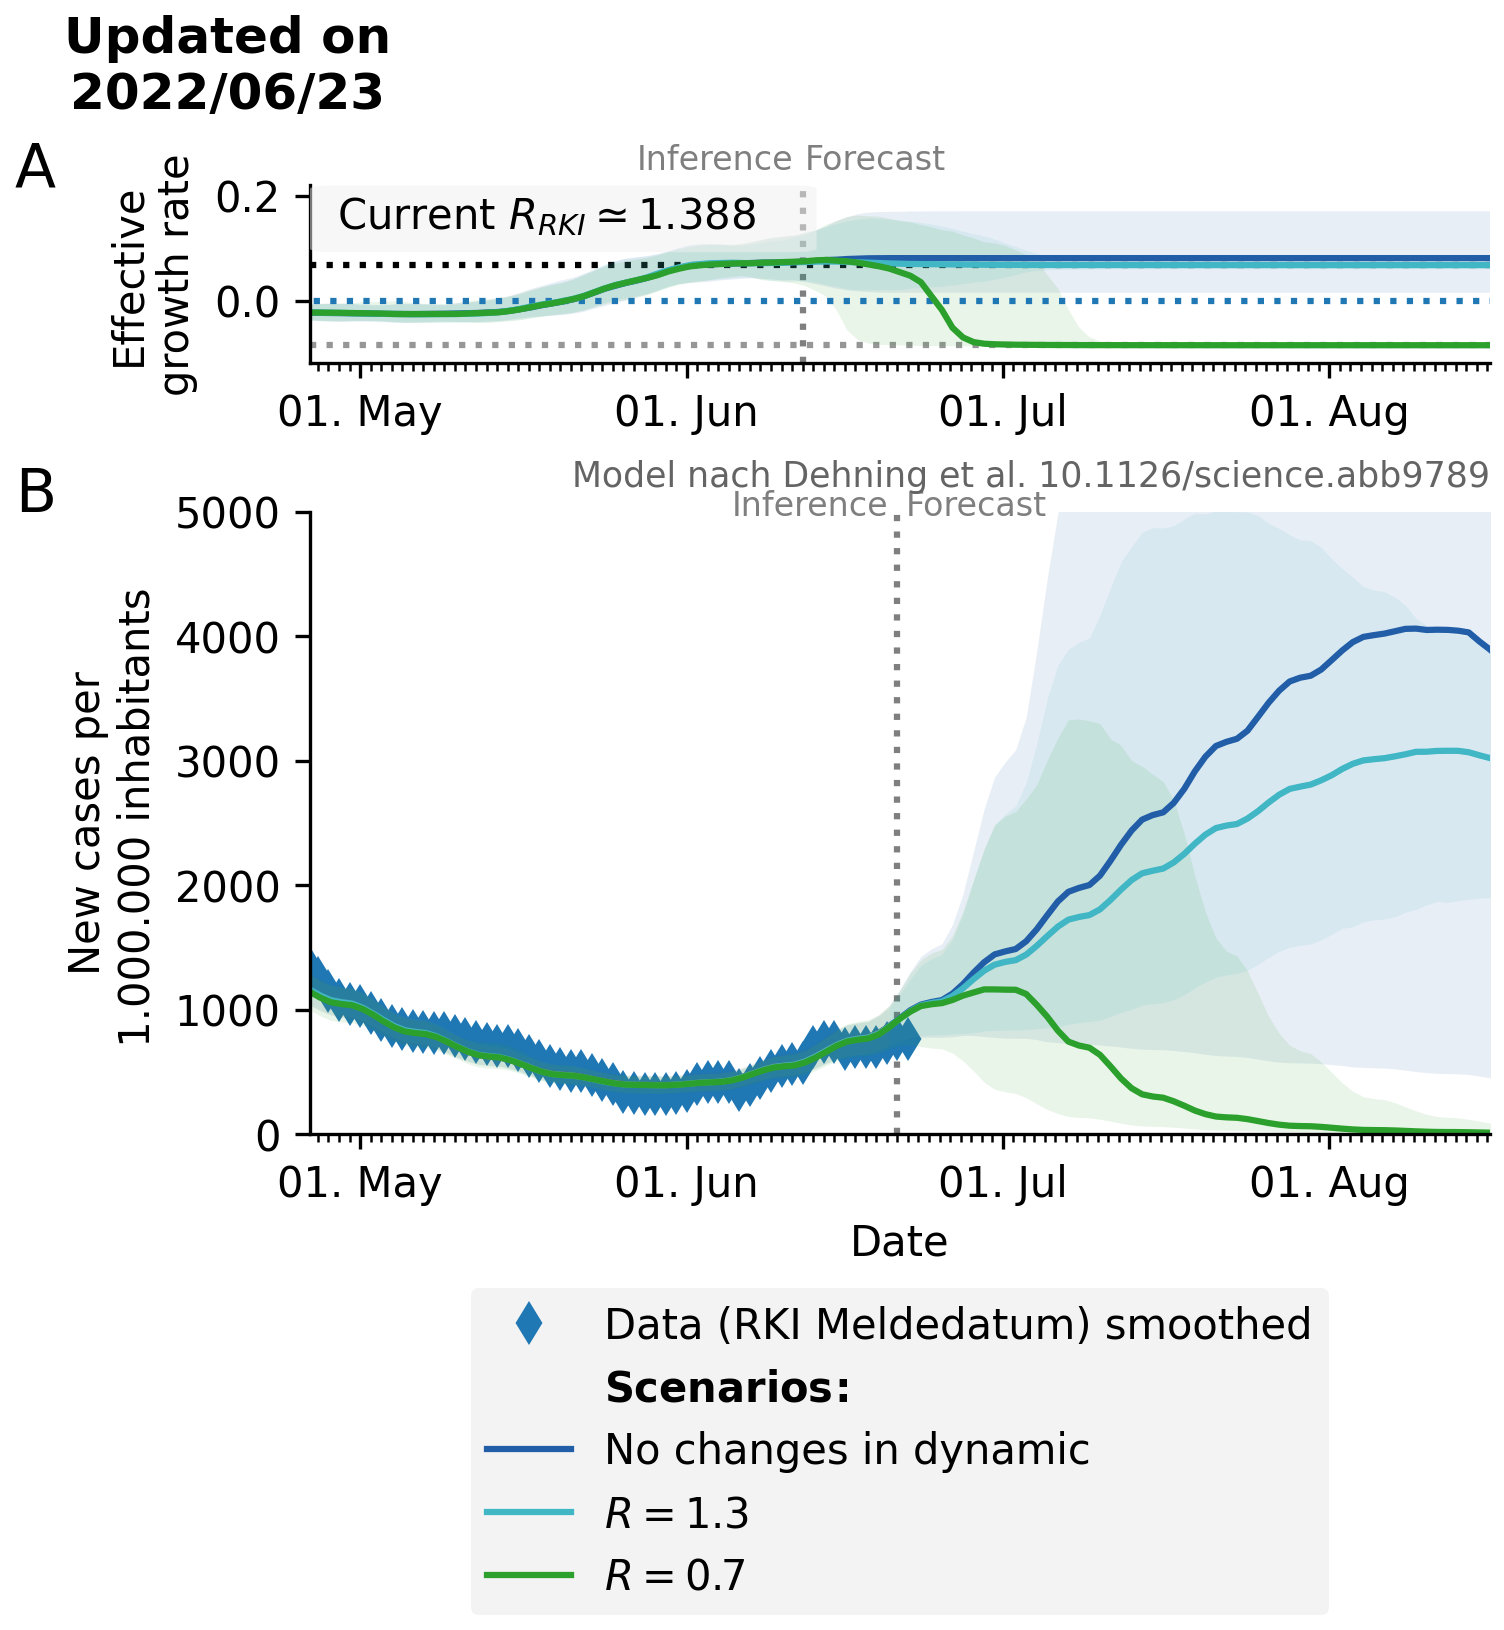 Updated on
2022/06/23
A
Inference Forecast
Effective
growth rate
0.2
0.0
Current R_RKI ≃ 1.388
01. May 01. Jun 01. Jul 01. Aug
B
Model nach Dehning et al. 10.1126/science.abb9789
Inference Forecast
New cases per
1.000.000 inhabitants
5000
4000
3000
2000
1000
0
01. May 01. Jun 01. Jul 01. Aug
Date
Data (RKI Meldedatum) smoothed
Scenarios:
No changes in dynamic
R = 1.3
R = 0.7